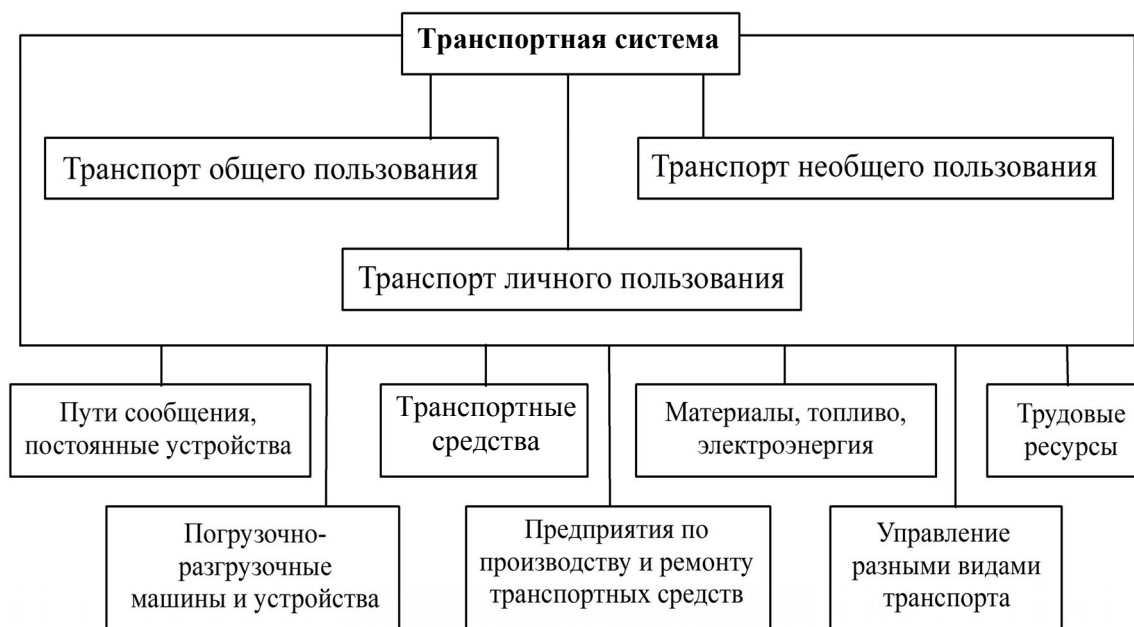 Транспортная система
Транспорт общего пользования
Транспорт необщего пользования
Транспорт личного пользования
Пути сообщения,
постоянные устройства
Транспортные
средства
Материалы, топливо,
электроэнергия
Трудовые
ресурсы
Погрузочно-
разгрузочные
машины и устройства
Предприятия по
производству и ремонту
транспортных средств
Управление
разными видами
транспорта